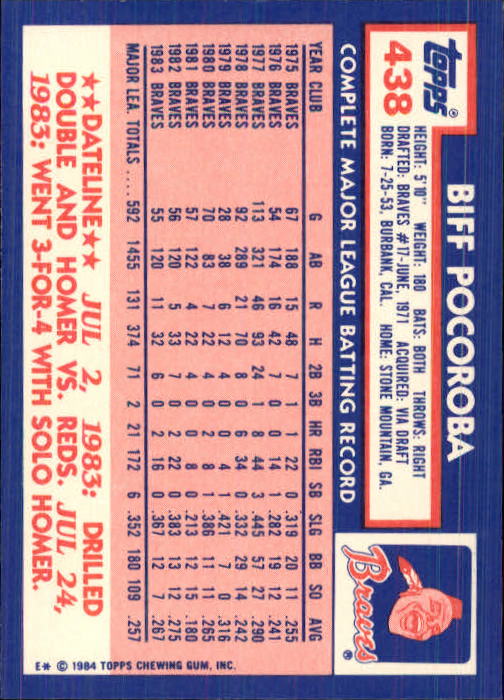 topps®
438
BIFF POCOROBA
HEIGHT: 5'10" WEIGHT: 180 BATS: BOTH THROWS: RIGHT
DRAFTED: BRAVES #17-JUNE, 1971 ACQUIRED: VIA DRAFT
BORN: 7-25-53, BURBANK, CAL. HOME: STONE MOUNTAIN, GA.
Braves®
COMPLETE MAJOR LEAGUE BATTING RECORD
YEAR CLUB G AB R H 2B 3B HR RBI SB SLG BB SO AVG
1975 BRAVES 67 188 15 48 7 1 1 22 0 .319 20 11 .255
1976 BRAVES 54 174 16 42 7 0 0 14 1 .282 19 12 .241
1977 BRAVES 113 321 46 93 24 1 8 44 3 .445 57 27 .290
1978 BRAVES 92 289 21 70 8 0 6 34 0 .332 29 14 .242
1979 BRAVES 28 38 6 12 4 0 0 4 1 .421 7 0 .316
1980 BRAVES 70 83 7 22 4 0 2 8 1 .386 11 11 .265
1981 BRAVES 57 122 4 22 4 0 0 8 0 .213 12 15 .180
1982 BRAVES 56 120 5 33 7 0 2 22 0 .383 13 12 .275
1983 BRAVES 55 120 11 32 6 0 2 16 0 .367 12 7 .267
MAJOR LEA. TOTALS .... 592 1455 131 374 71 2 21 172 6 .352 180 109 .257
★★DATELINE★★ JUL 2, 1983: DRILLED
DOUBLE AND HOMER VS. REDS. JUL 24,
1983: WENT 3-FOR-4 WITH SOLO HOMER.
E* © 1984 TOPPS CHEWING GUM, INC.